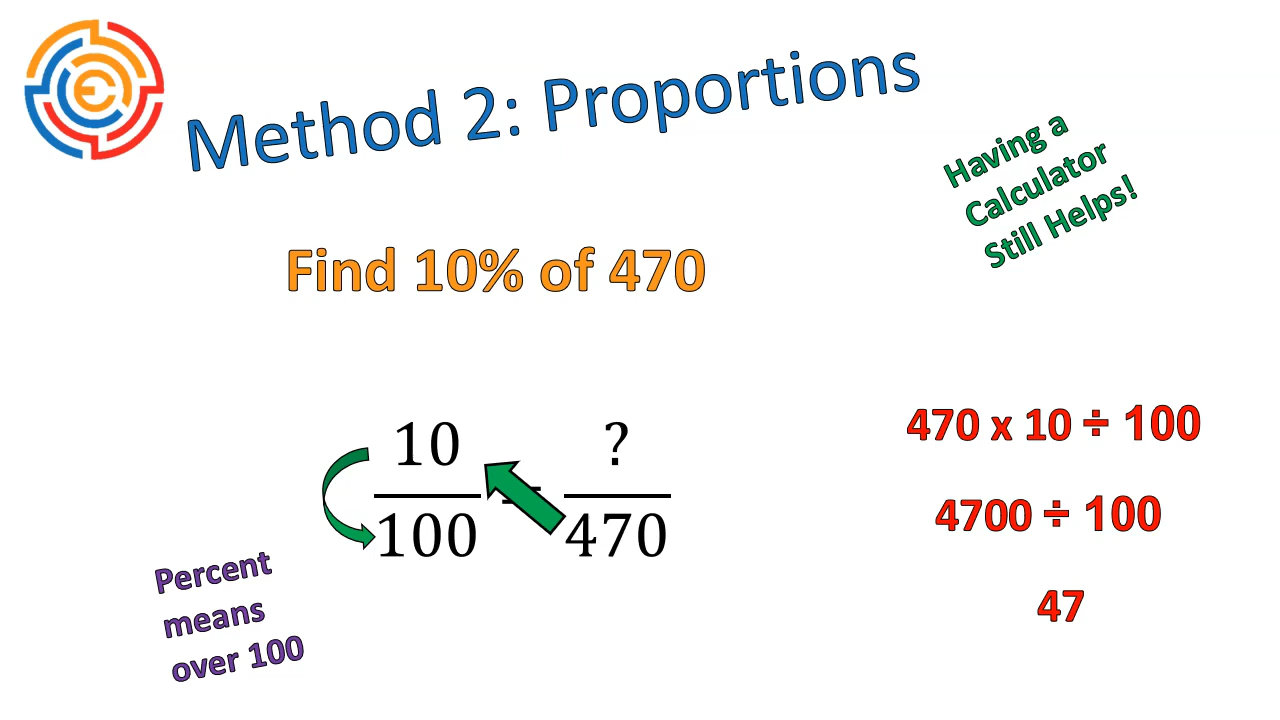 Method 2: Proportions
Having a
Calculator
Still Helps!
Find 10% of 470
10/100 = ?/470
470 x 10 ÷ 100
4700 ÷ 100
47
Percent
means
over 100